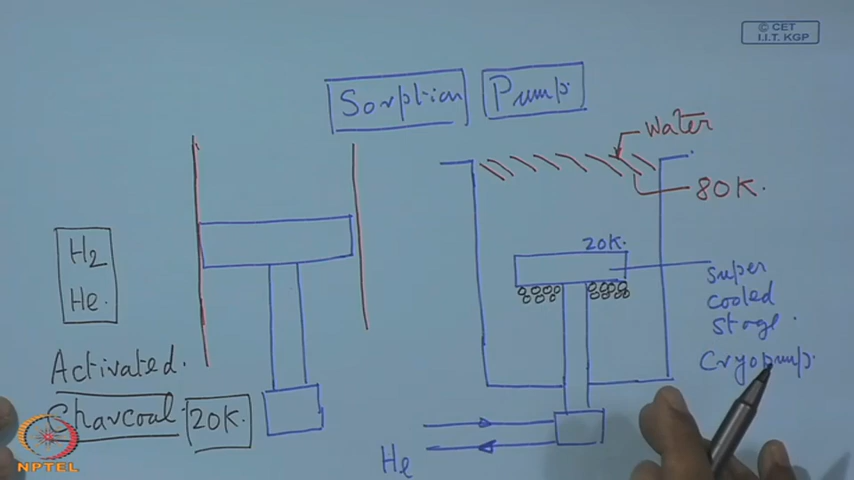 © CET
I.I.T. KGP
Sorption Pump
Water
80K.
H2
He.
20K.
Super
cooled
stage.
Cryopump.
Activated.
Charcoal 20K.
He
NPTEL